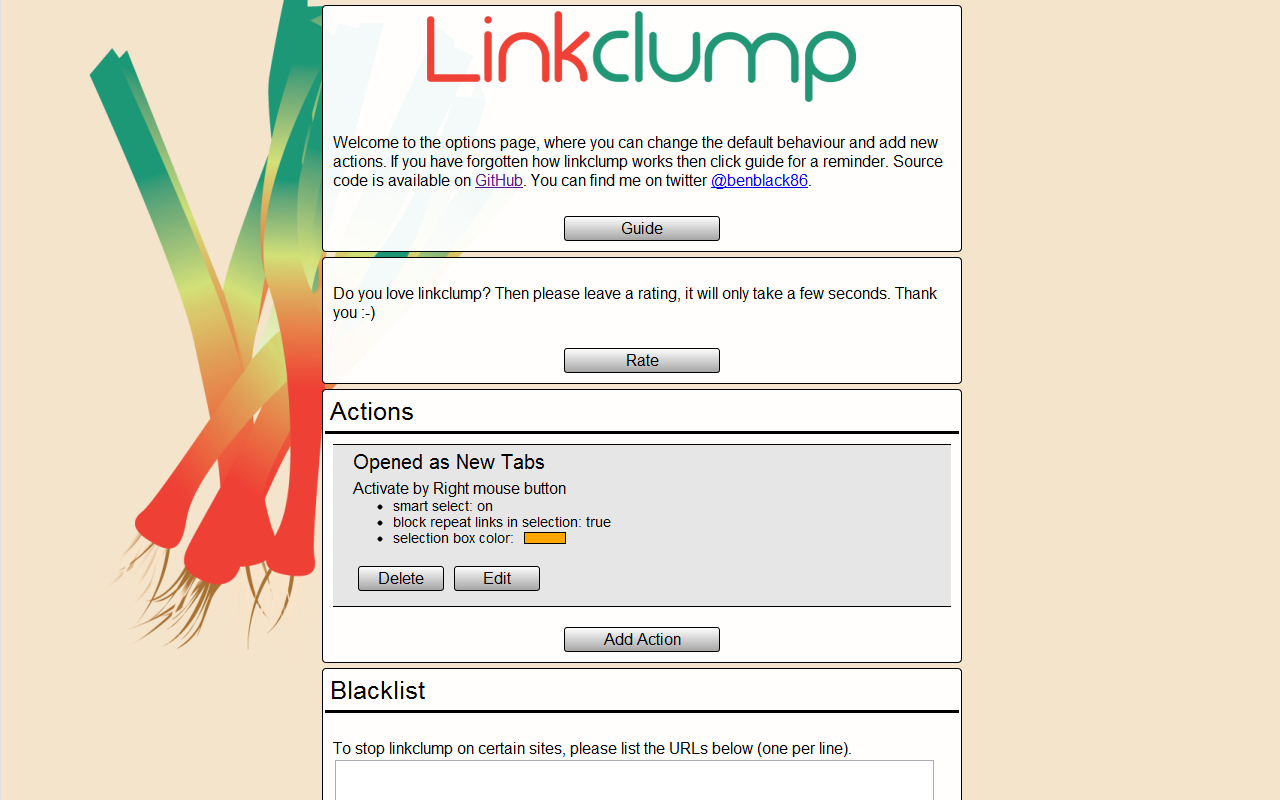 Linkclump
Welcome to the options page, where you can change the default behaviour and add new
actions. If you have forgotten how linkclump works then click guide for a reminder. Source
code is available on GitHub. You can find me on twitter @benblack86.
Guide
Do you love linkclump? Then please leave a rating, it will only take a few seconds. Thank
you :-)
Rate
Actions
Opened as New Tabs
Activate by Right mouse button
• smart select: on
• block repeat links in selection: true
• selection box color:
Delete Edit
Add Action
Blacklist
To stop linkclump on certain sites, please list the URLs below (one per line).